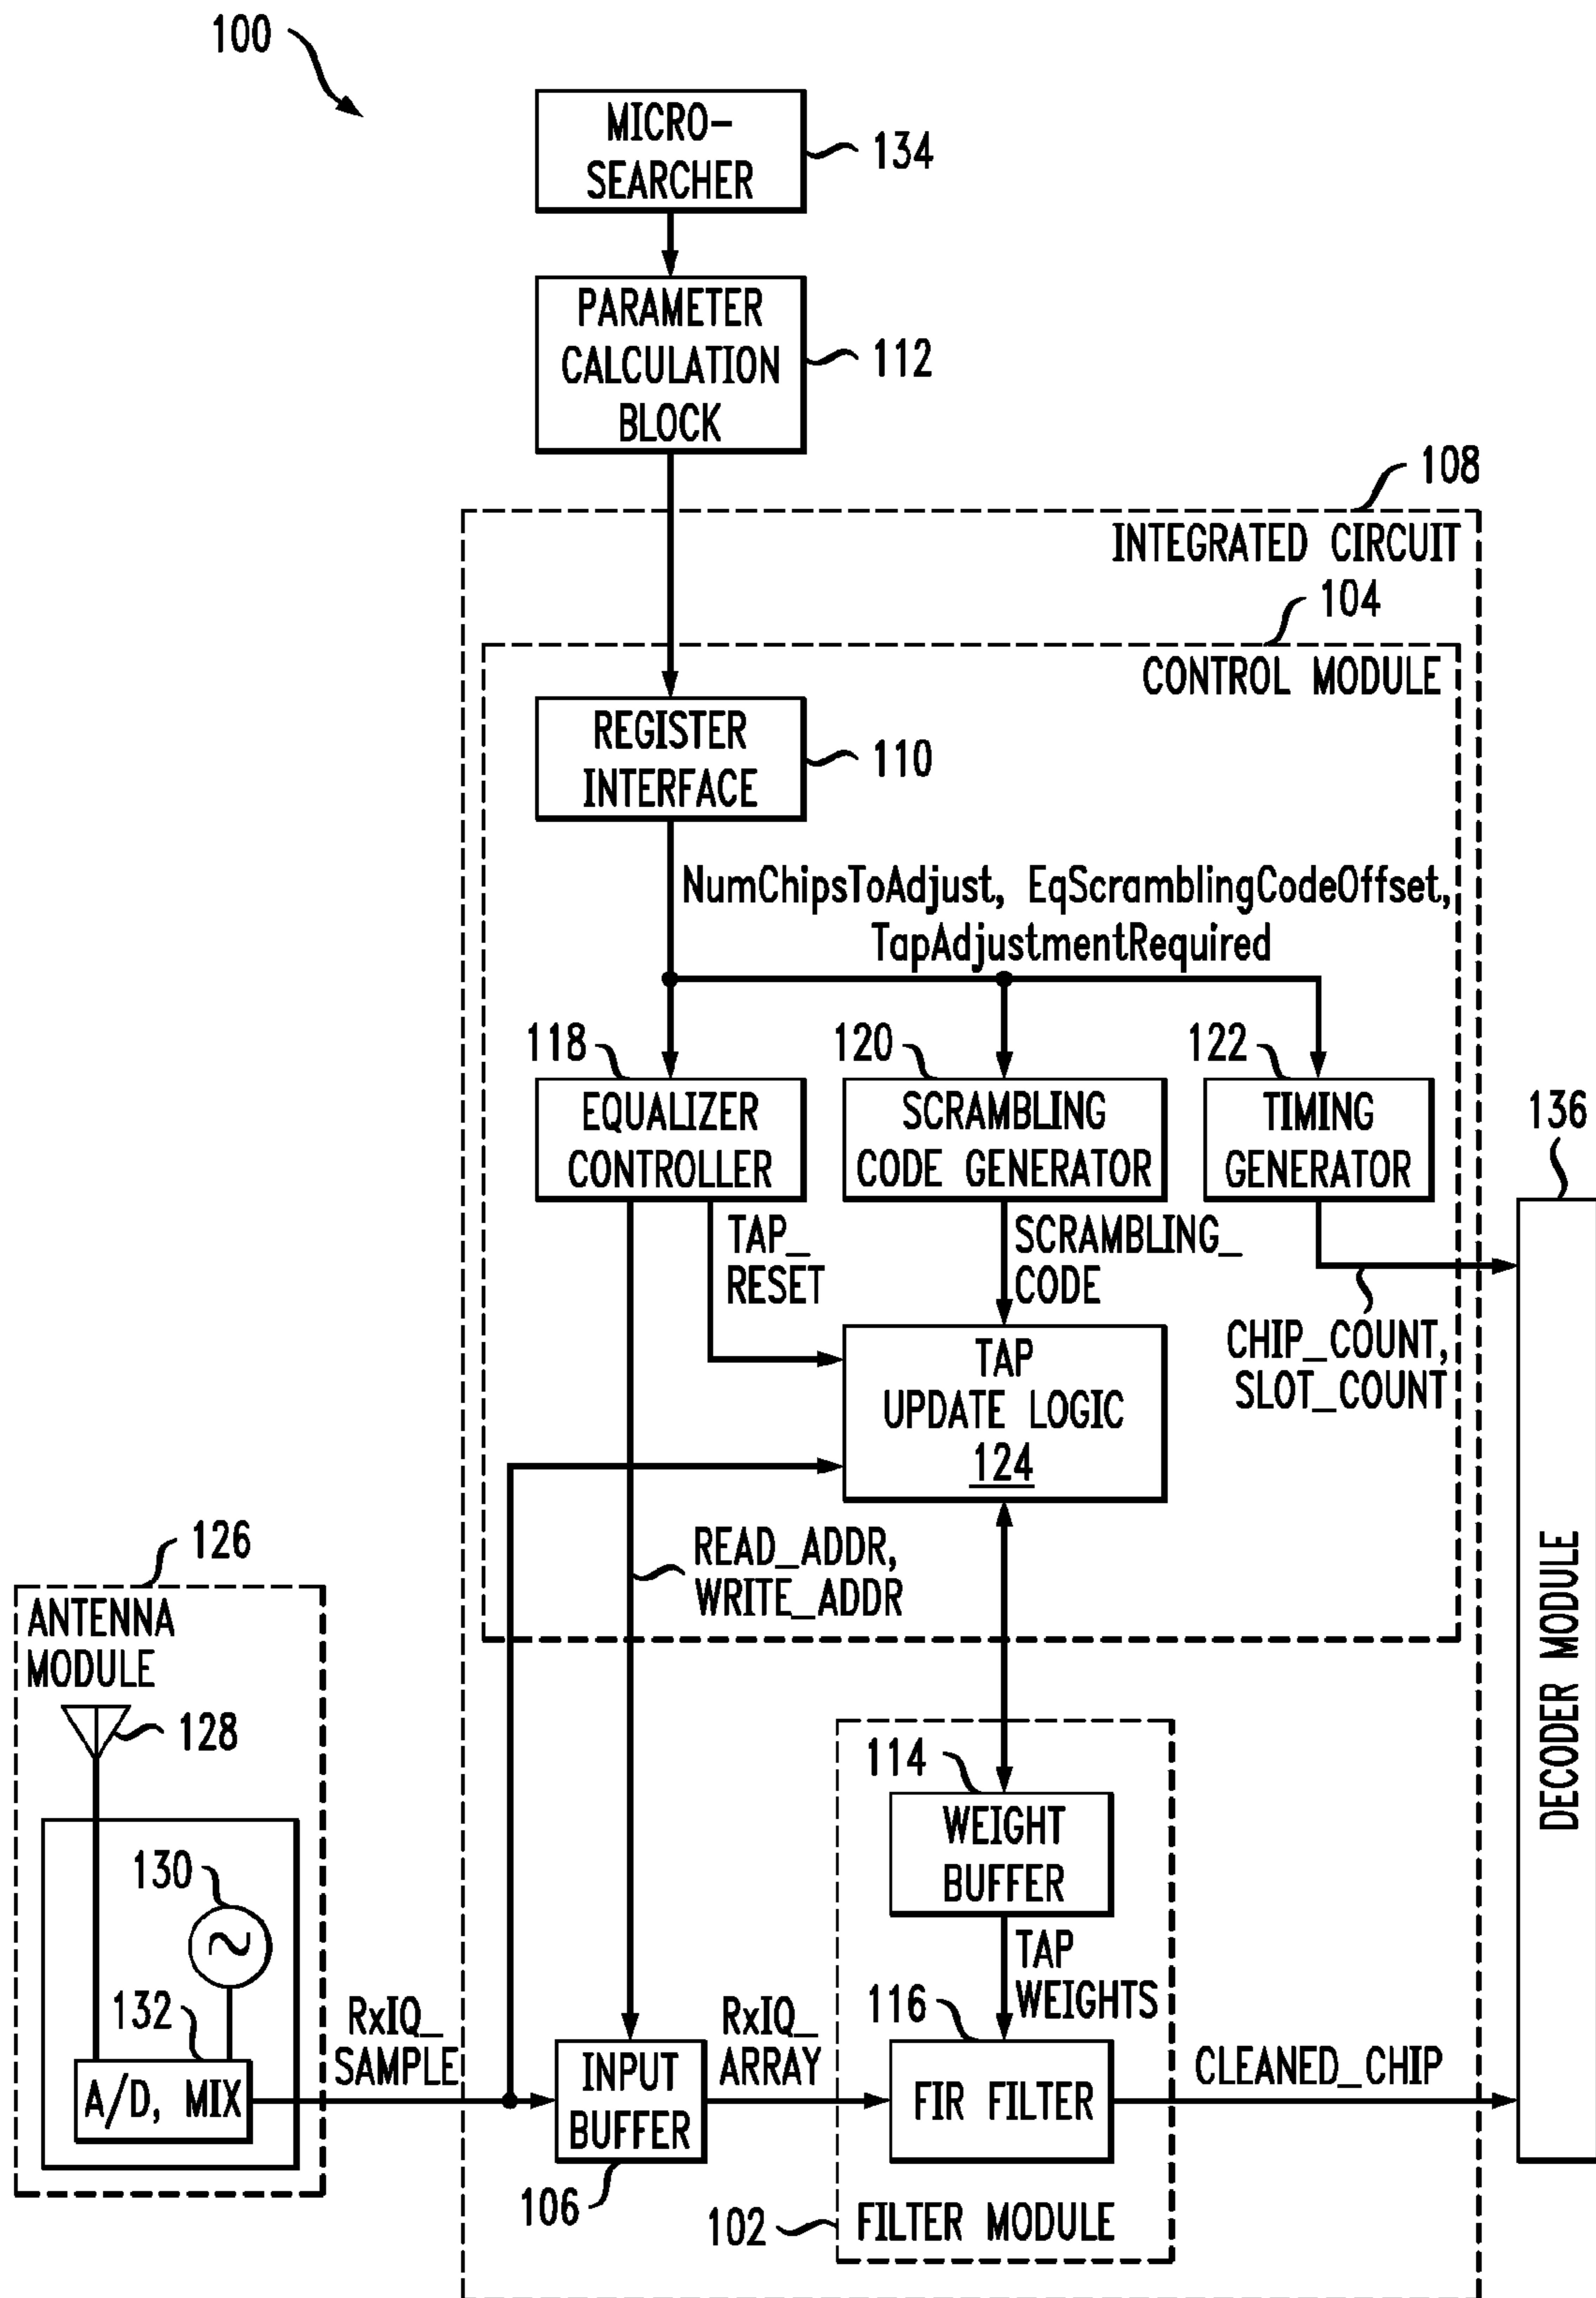 100
MICRO-
SEARCHER
134
PARAMETER
CALCULATION
BLOCK
112
108
INTEGRATED CIRCUIT
104
CONTROL MODULE
REGISTER
INTERFACE
110
NumChipsToAdjust, EqScramblingCodeOffset,
TapAdjustmentRequired
118
120
122
EQUALIZER
CONTROLLER
SCRAMBLING
CODE GENERATOR
TIMING
GENERATOR
136
TAP_
RESET
SCRAMBLING_
CODE
CHIP_COUNT,
SLOT_COUNT
TAP
UPDATE LOGIC
124
READ_ADDR,
WRITE_ADDR
126
ANTENNA
MODULE
128
130
132
A/D, MIX
RxIQ_
SAMPLE
INPUT
BUFFER
106
RxIQ_
ARRAY
114
WEIGHT
BUFFER
TAP
WEIGHTS
116
FIR FILTER
CLEANED_CHIP
102
FILTER MODULE
DECODER MODULE